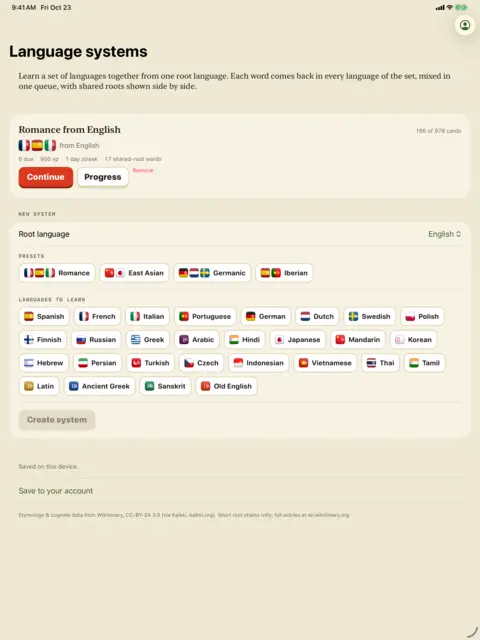 9:41 AM Fri Oct 23
Language systems
Learn a set of languages together from one root language. Each word comes back in every language of the set, mixed in
one queue, with shared roots shown side by side.
Romance from English
196 of 978 cards
from English
0 due 900 xp 1 day streak 17 shared-root words
Continue
Progress
Remove
NEW SYSTEM
Root language
English
PRESETS
Romance
East Asian
Germanic
Iberian
LANGUAGES TO LEARN
Spanish
French
Italian
Portuguese
German
Dutch
Swedish
Polish
Finnish
Russian
Greek
Arabic
Hindi
Japanese
Mandarin
Korean
Hebrew
Persian
Turkish
Czech
Indonesian
Vietnamese
Thai
Tamil
Latin
Ancient Greek
Sanskrit
Old English
Create system
Saved on this device.
Save to your account
Etymology & cognate data from Wiktionary, CC-BY-SA 3.0 (via Kaikki, kaikki.org). Short root chains only; full entries at en.wiktionary.org.